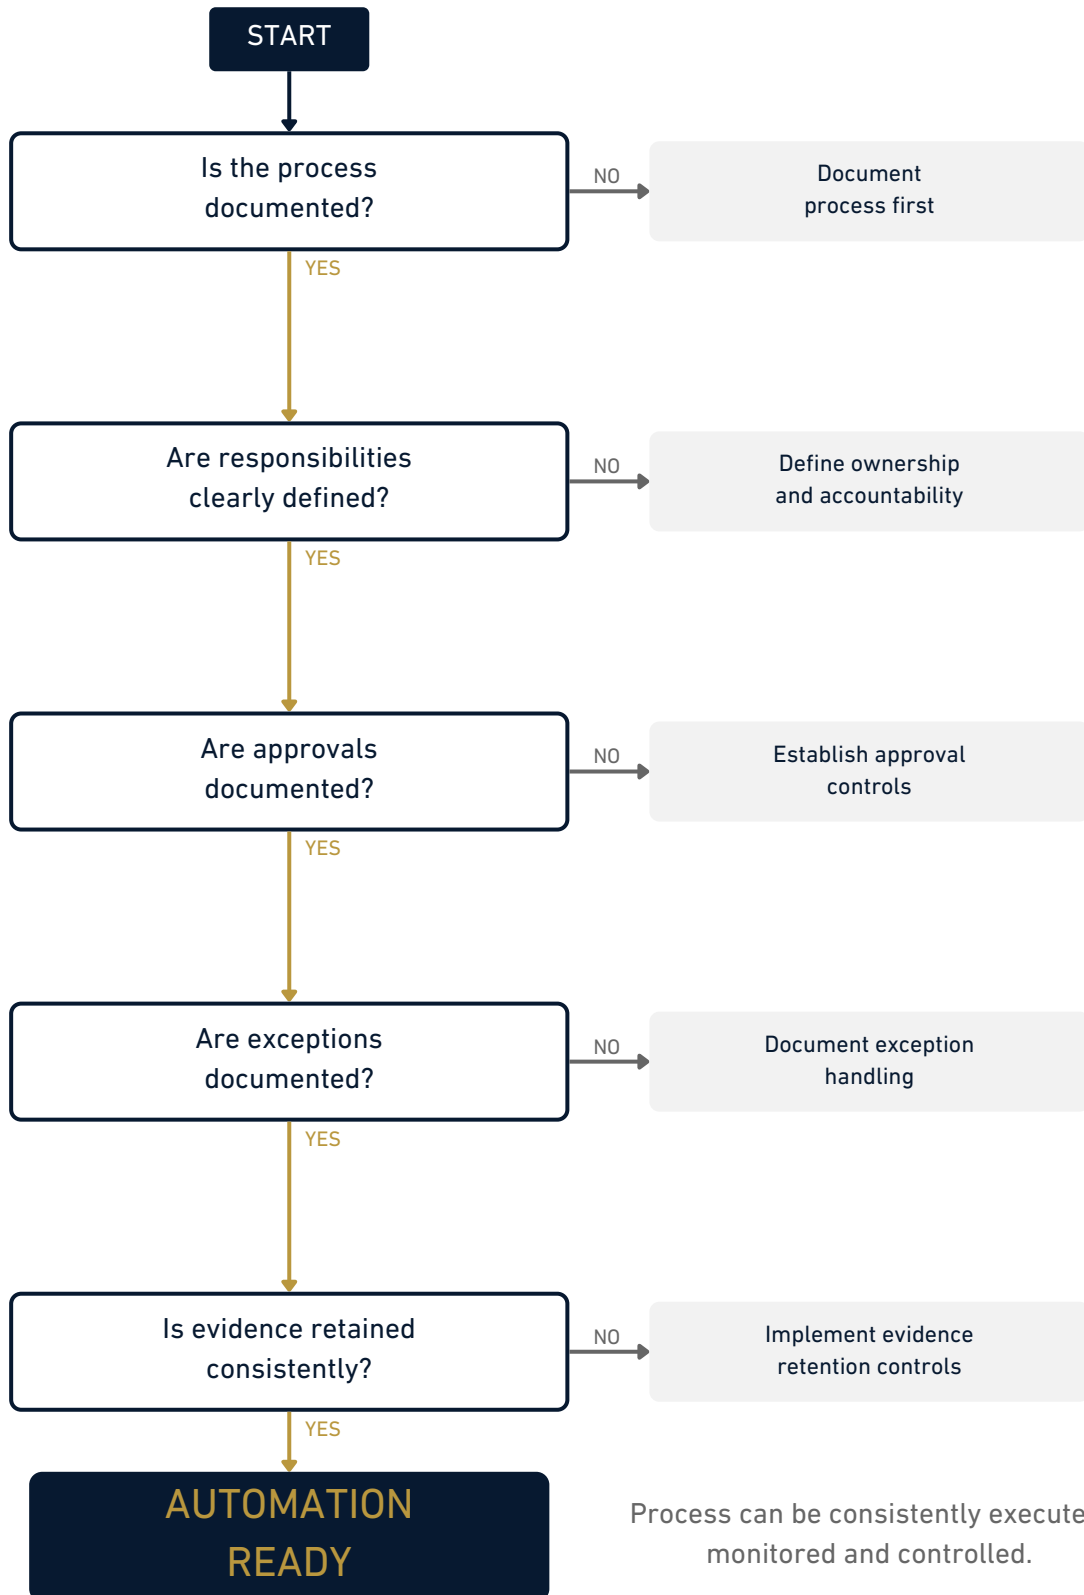 START
Is the process
documented?
NO
Document
process first
YES
Are responsibilities
clearly defined?
NO
Define ownership
and accountability
YES
Are approvals
documented?
NO
Establish approval
controls
YES
Are exceptions
documented?
NO
Document exception
handling
YES
Is evidence retained
consistently?
NO
Implement evidence
retention controls
YES
AUTOMATION
READY
Process can be consistently execute
monitored and controlled.